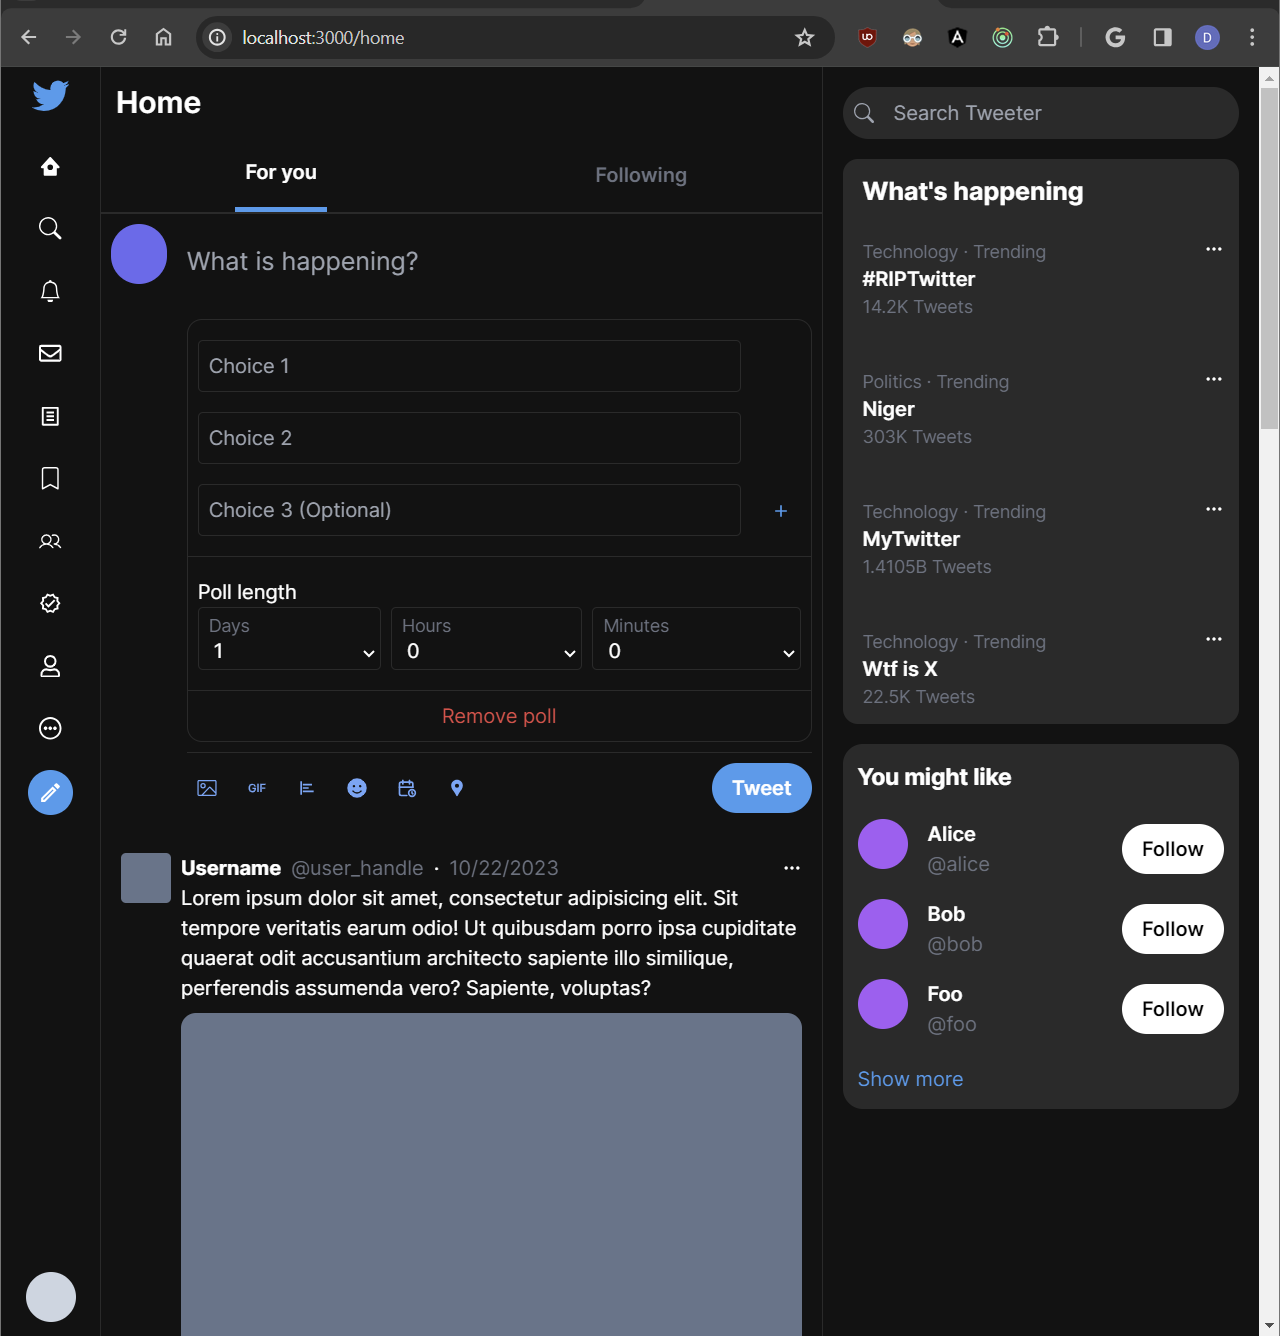 localhost:3000/home
D
Home
For you
Following
What is happening?
Choice 1
Choice 2
Choice 3 (Optional)
+
Poll length
Days
1
Hours
0
Minutes
0
Remove poll
GIF
Tweet
Username @user_handle · 10/22/2023
Lorem ipsum dolor sit amet, consectetur adipisicing elit. Sit
tempore veritatis earum odio! Ut quibusdam porro ipsa cupiditate
quaerat odit accusantium architecto sapiente illo similique,
perferendis assumenda vero? Sapiente, voluptas?
Search Tweeter
What's happening
Technology · Trending
#RIPTwitter
14.2K Tweets
Politics · Trending
Niger
303K Tweets
Technology · Trending
MyTwitter
1.4105B Tweets
Technology · Trending
Wtf is X
22.5K Tweets
You might like
Alice
@alice
Follow
Bob
@bob
Follow
Foo
@foo
Follow
Show more